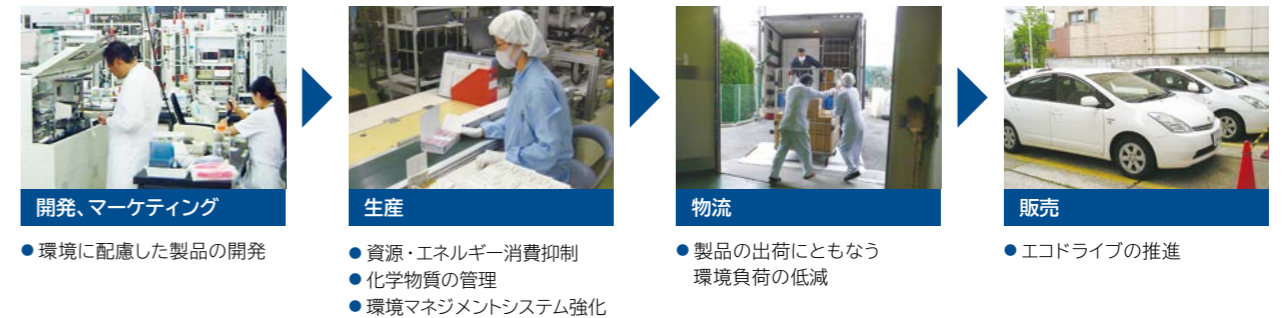 開発、マーケティング
● 環境に配慮した製品の開発
生産
● 資源・エネルギー消費抑制
● 化学物質の管理
● 環境マネジメントシステム強化
物流
● 製品の出荷にともなう
環境負荷の低減
販売
● エコドライブの推進